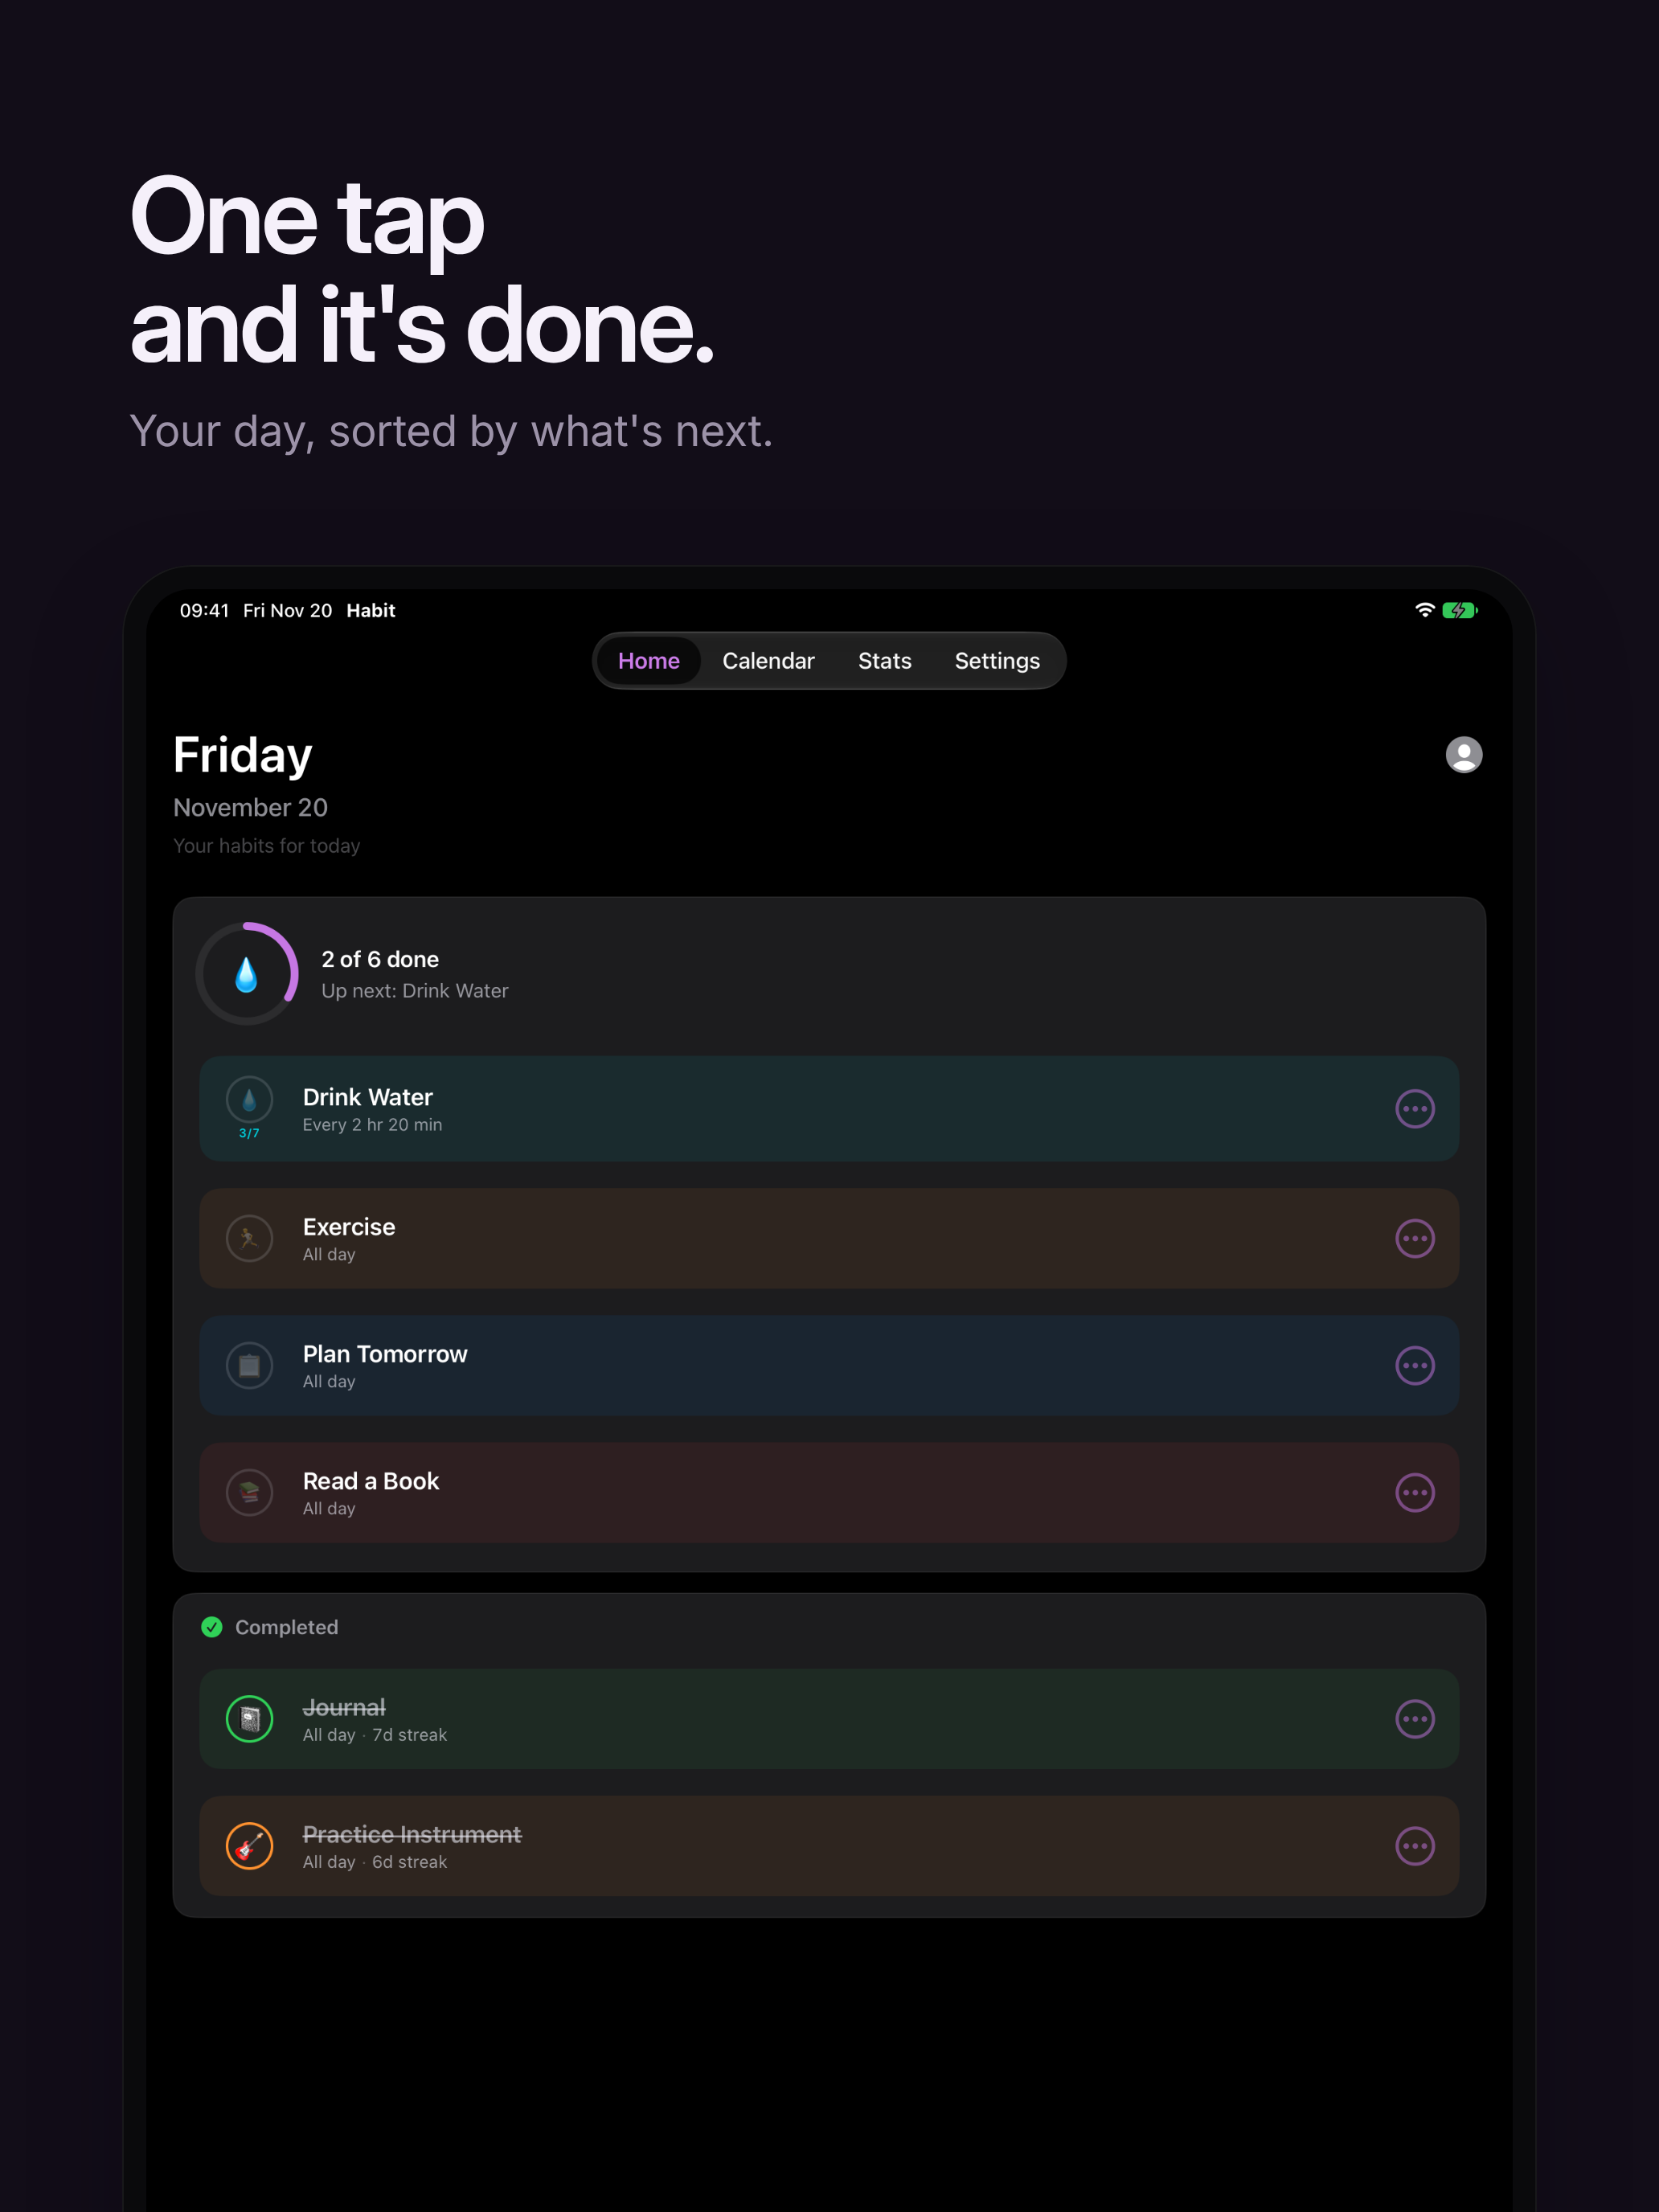 One tap
and it's done.
Your day, sorted by what's next.
09:41 Fri Nov 20 Habit
Home Calendar Stats Settings
Friday
November 20
Your habits for today
2 of 6 done
Up next: Drink Water
Drink Water
Every 2 hr 20 min
3/7
Exercise
All day
Plan Tomorrow
All day
Read a Book
All day
Completed
Journal
All day · 7d streak
Practice Instrument
All day · 6d streak